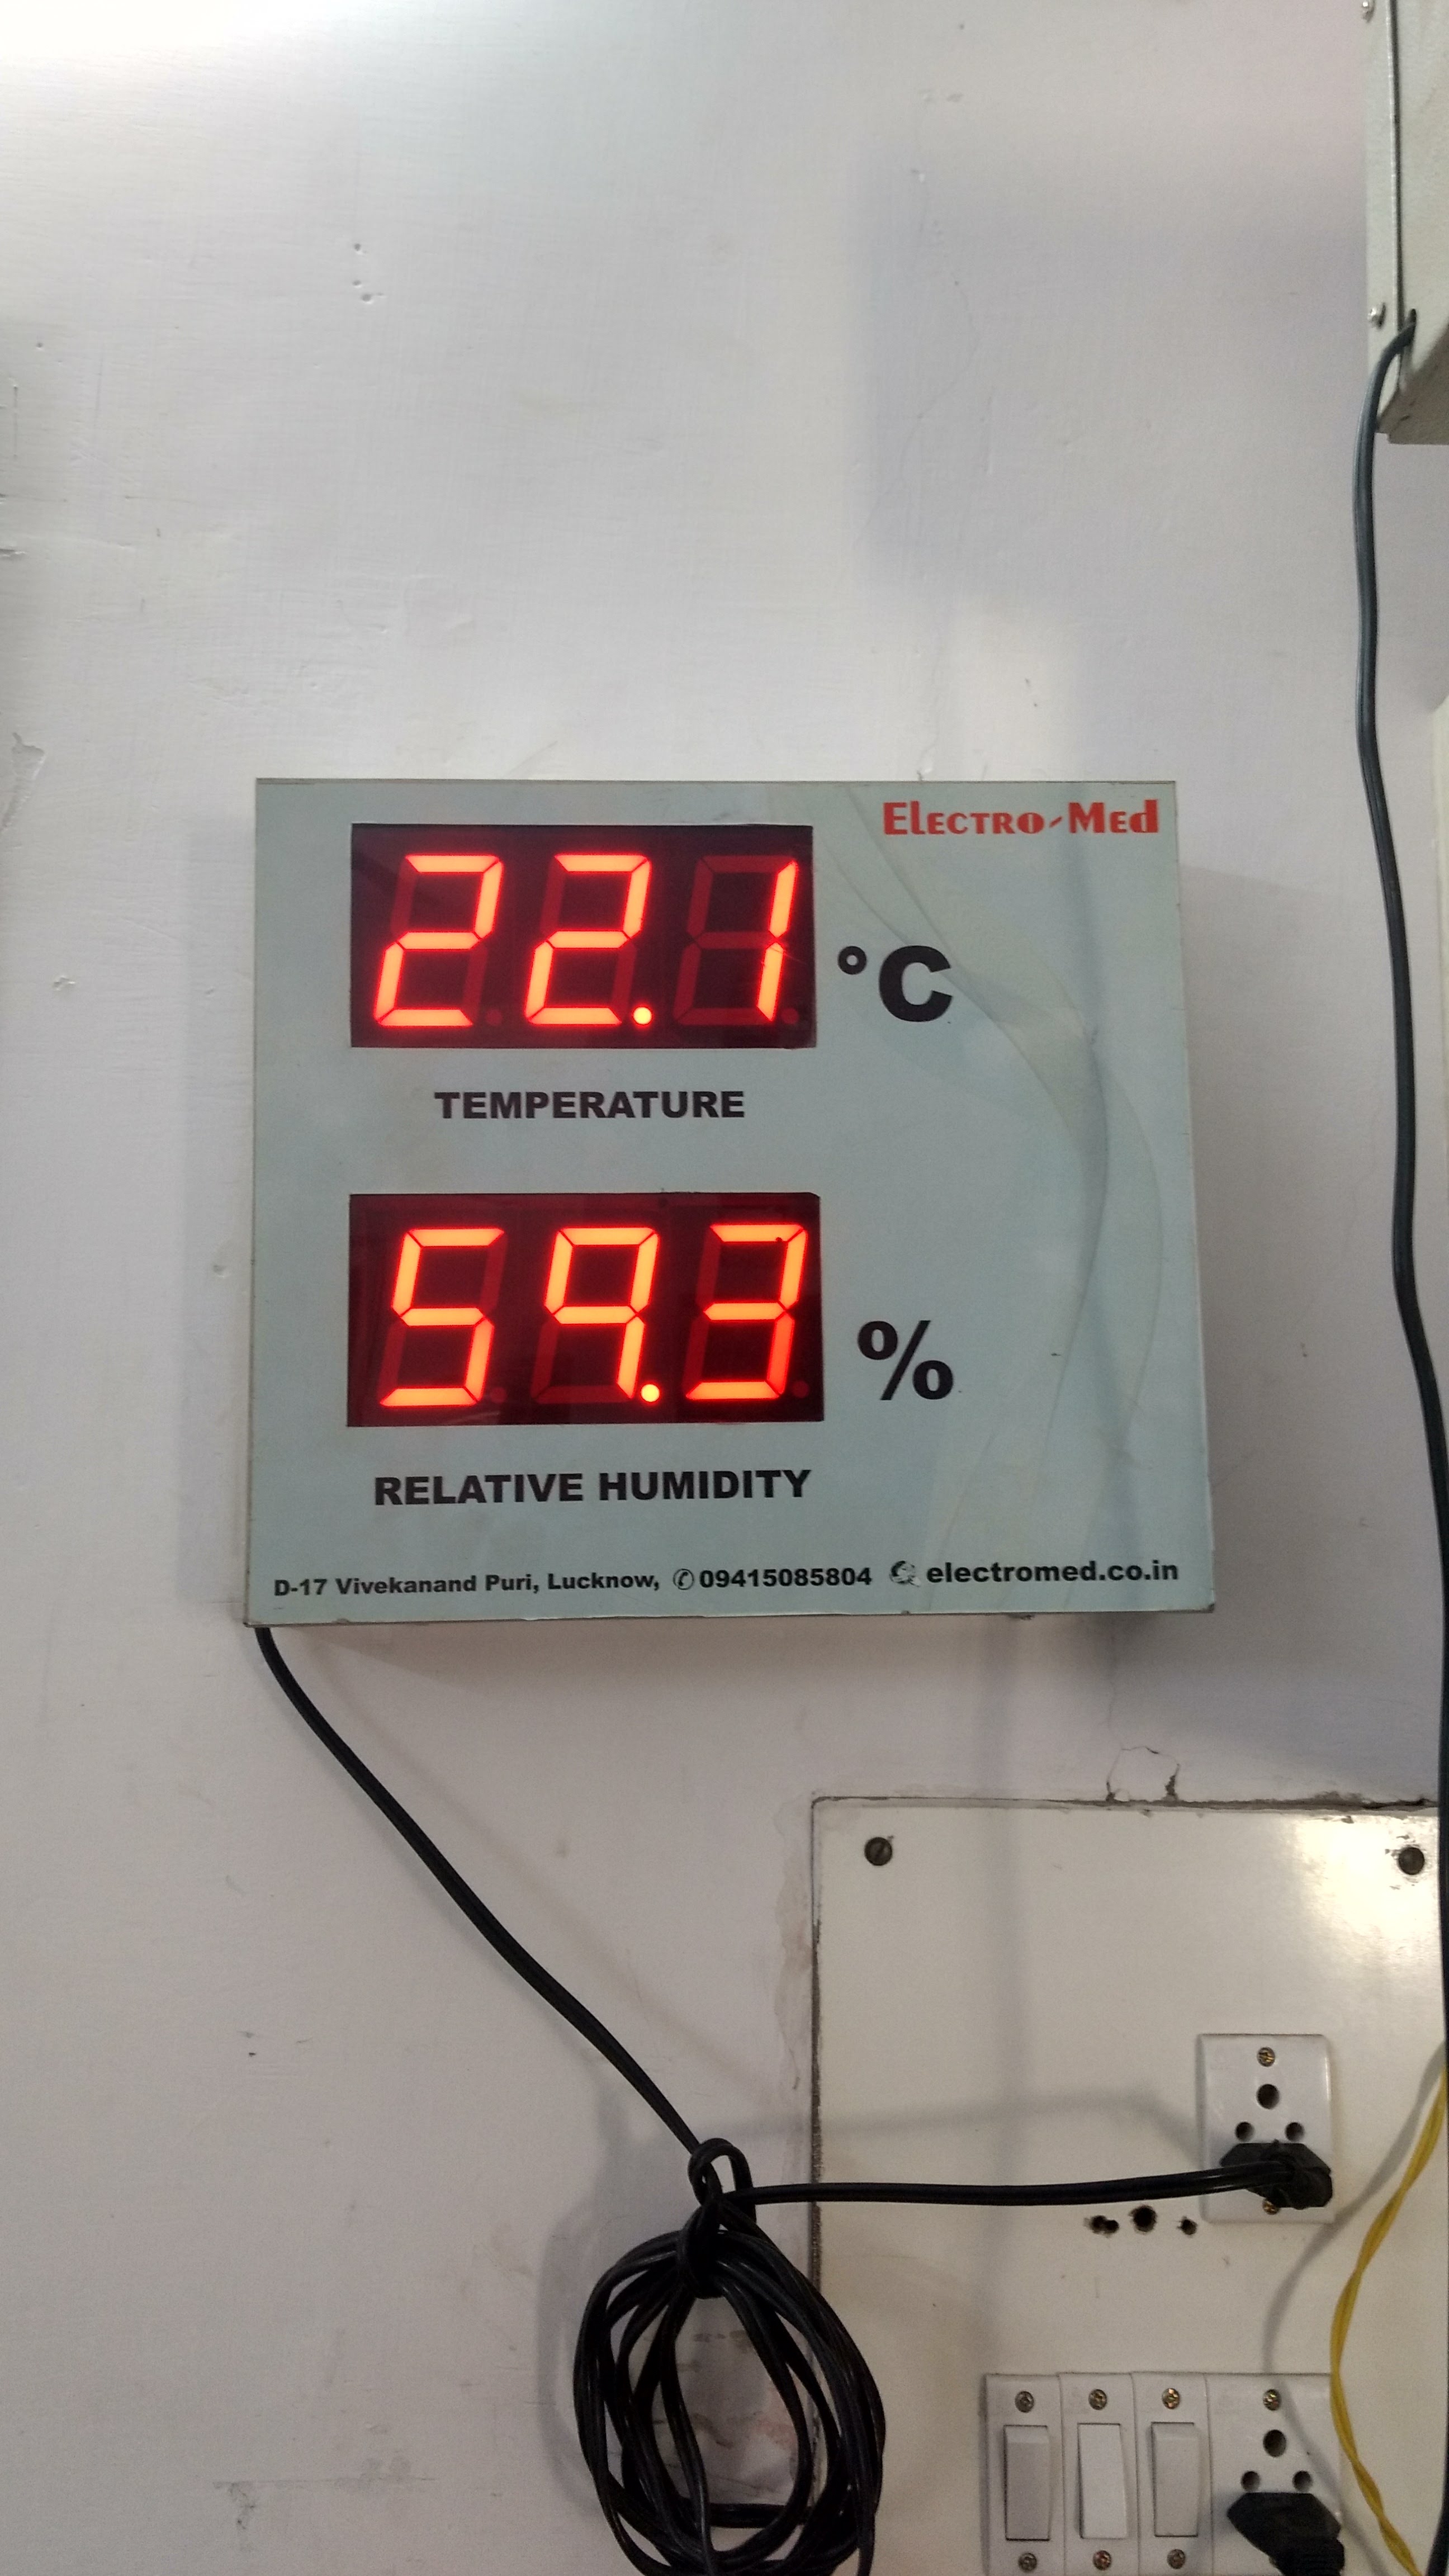 Electro-Med
22.1 °C
TEMPERATURE
59.3 %
RELATIVE HUMIDITY
D-17 Vivekanand Puri, Lucknow, ✆ 09415085804 electromed.co.in